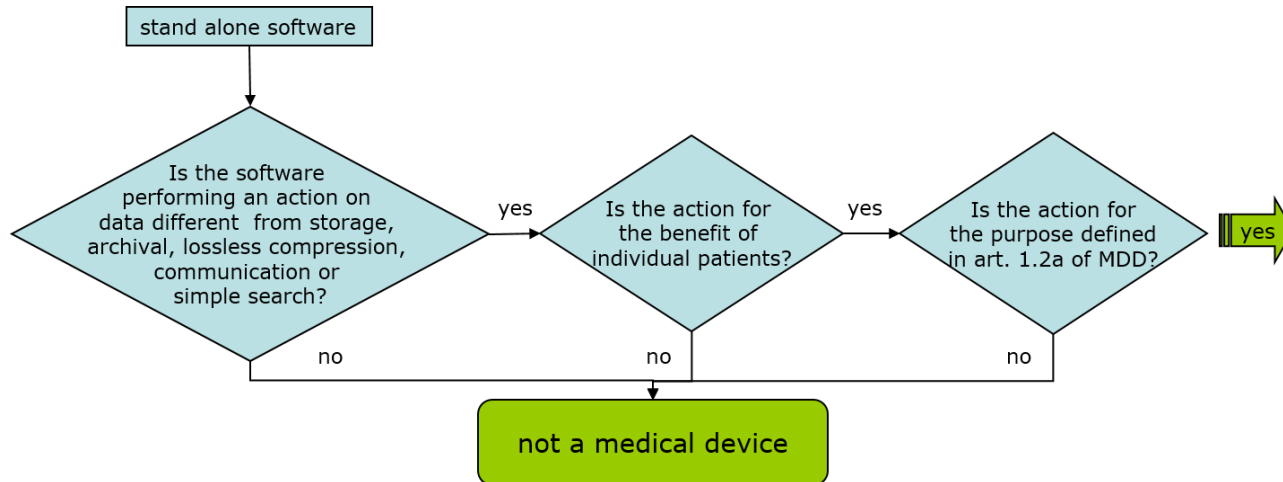 stand alone software
Is the software
performing an action on
data different from storage,
archival, lossless compression,
communication or
simple search?
yes
Is the action for
the benefit of
individual patients?
yes
Is the action for
the purpose defined
in art. 1.2a of MDD?
yes
no
no
no
not a medical device